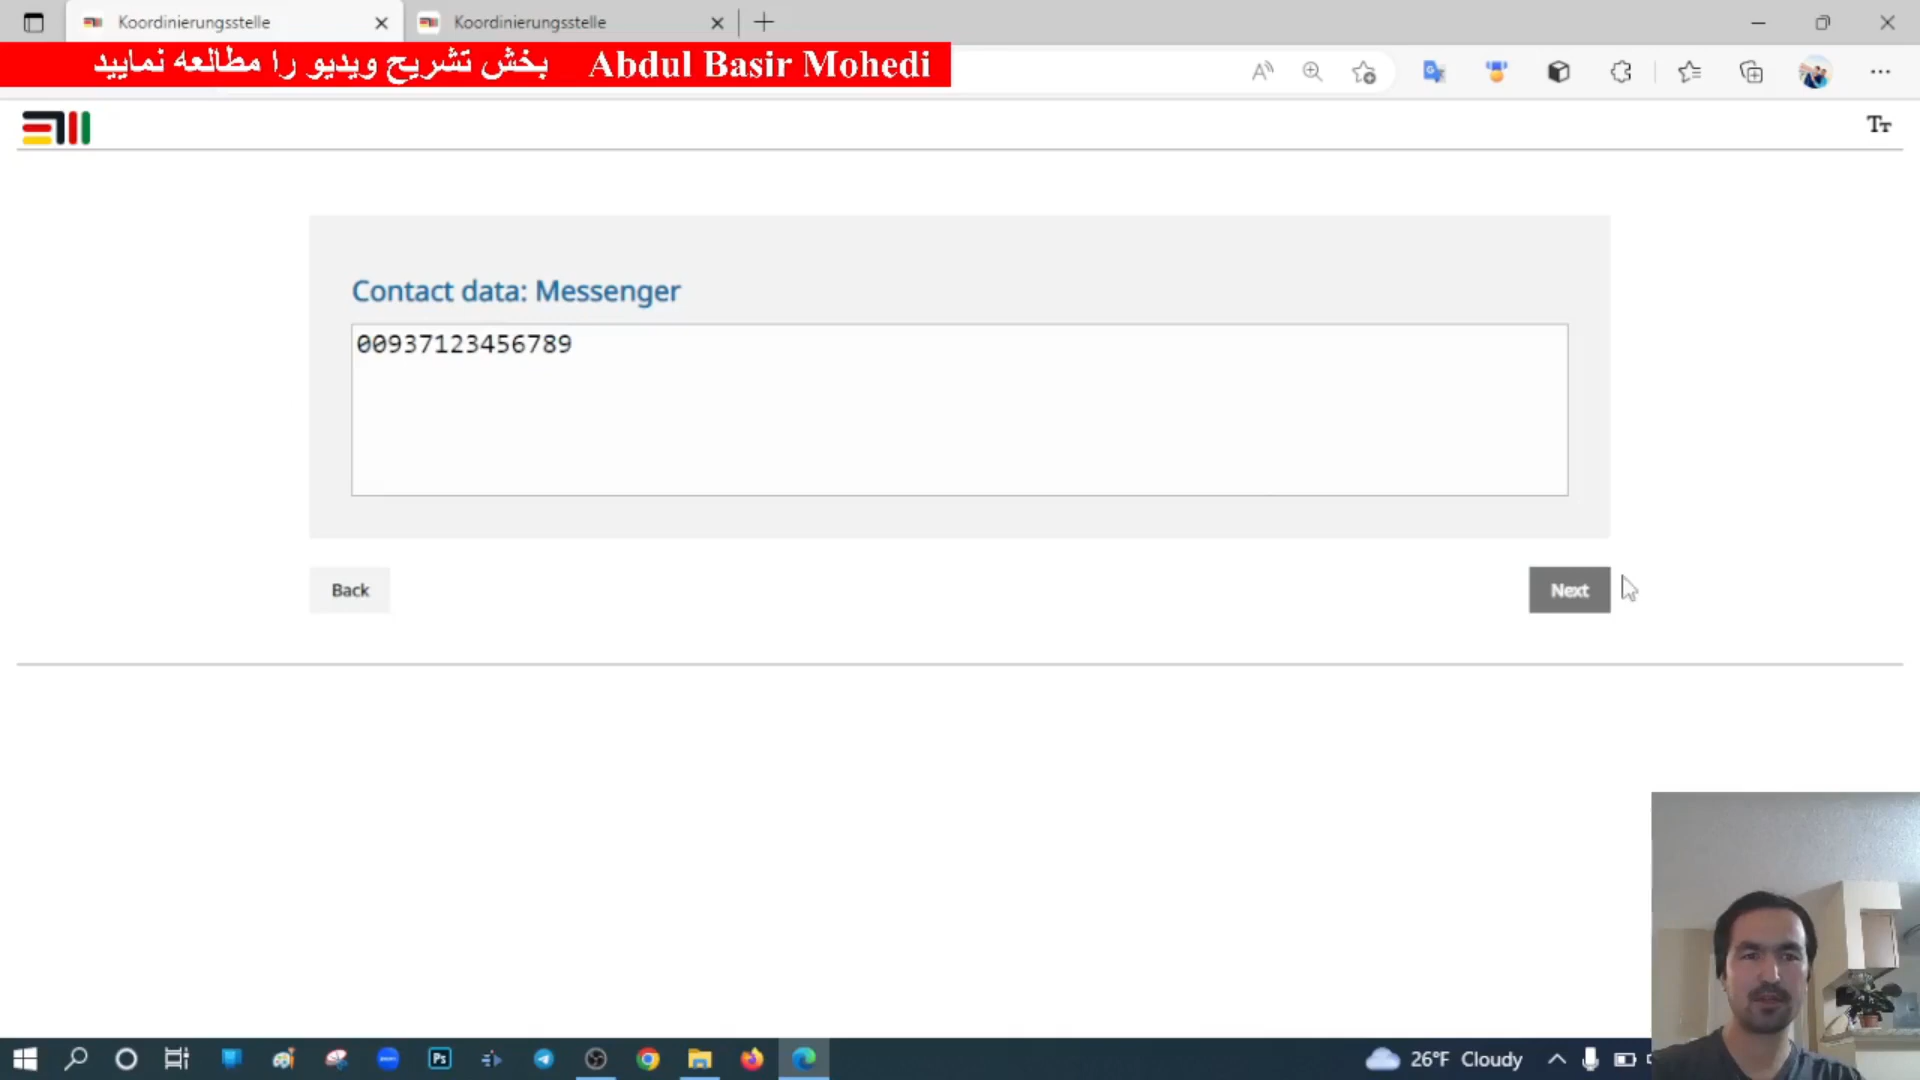 Koordinierungsstelle
Koordinierungsstelle
بخش تشریح ویدیو را مطالعه نمایید Abdul Basir Mohedi
Contact data: Messenger
00937123456789
Back
Next
26°F Cloudy